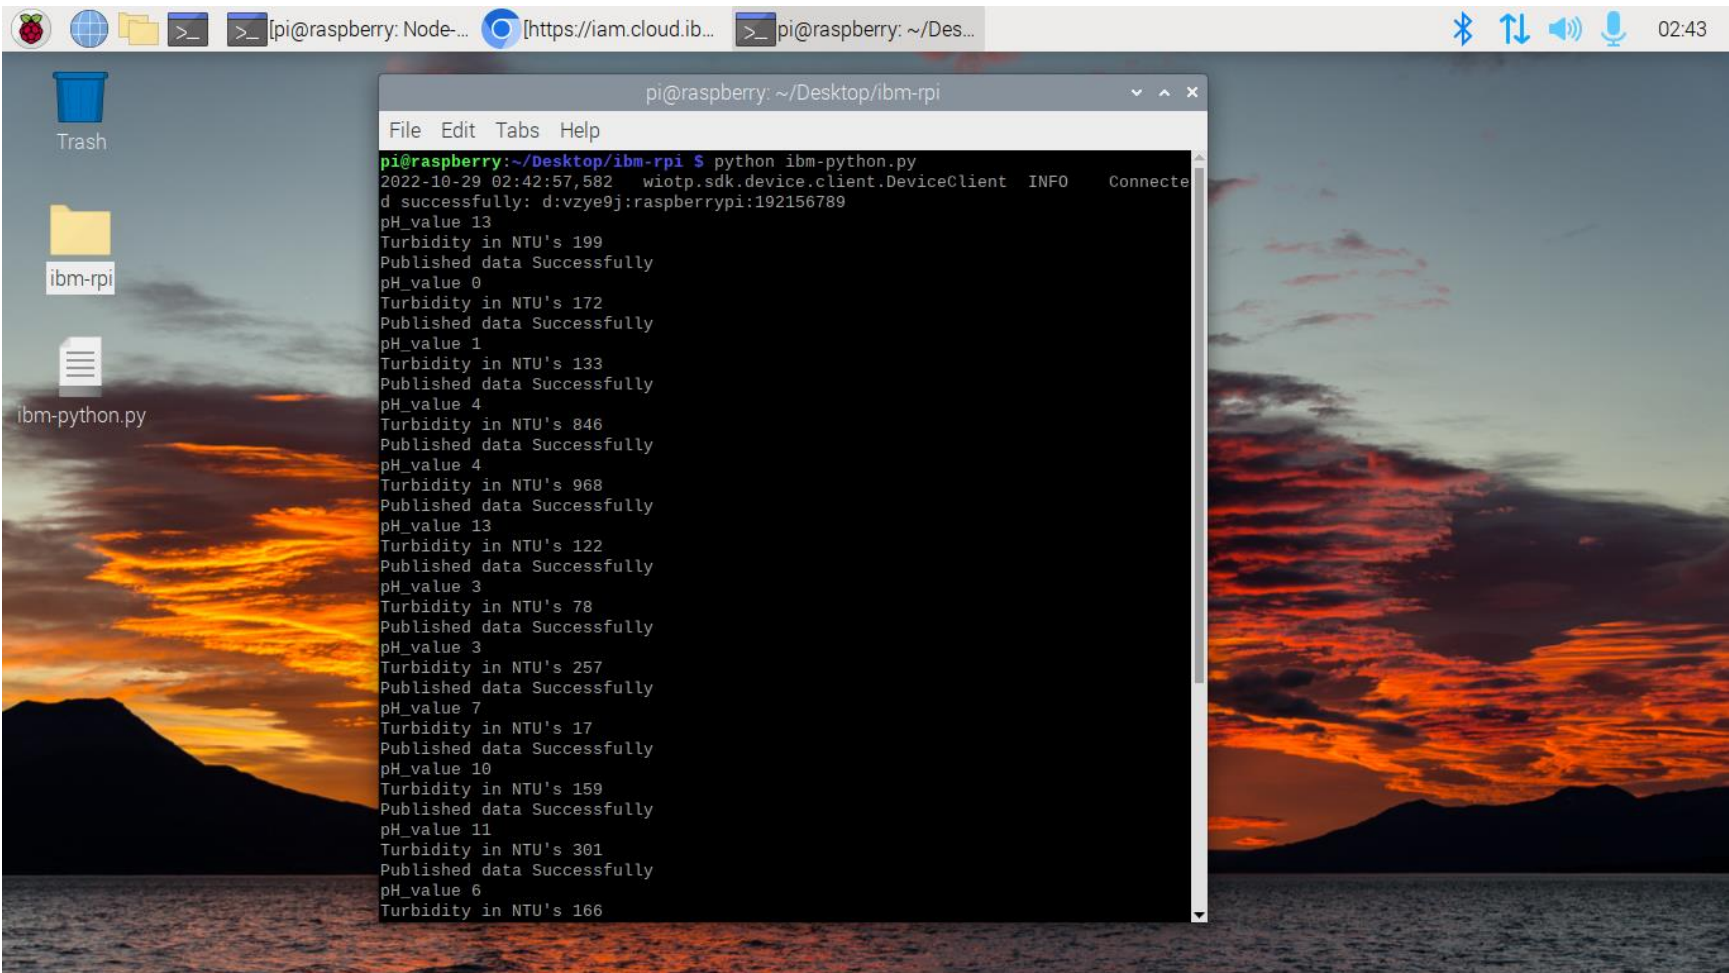 [pi@raspberry: Node-... [https://iam.cloud.ib... pi@raspberry: ~/Des... 02:43
Trash
ibm-rpi
ibm-python.py
pi@raspberry: ~/Desktop/ibm-rpi
File Edit Tabs Help
pi@raspberry:~/Desktop/ibm-rpi $ python ibm-python.py
2022-10-29 02:42:57,582 wiotp.sdk.device.client.DeviceClient INFO Connecte
d successfully: d:vzye9j:raspberrypi:192156789
pH_value 13
Turbidity in NTU's 199
Published data Successfully
pH_value 0
Turbidity in NTU's 172
Published data Successfully
pH_value 1
Turbidity in NTU's 133
Published data Successfully
pH_value 4
Turbidity in NTU's 846
Published data Successfully
pH_value 4
Turbidity in NTU's 968
Published data Successfully
pH_value 13
Turbidity in NTU's 122
Published data Successfully
pH_value 3
Turbidity in NTU's 78
Published data Successfully
pH_value 3
Turbidity in NTU's 257
Published data Successfully
pH_value 7
Turbidity in NTU's 17
Published data Successfully
pH_value 10
Turbidity in NTU's 159
Published data Successfully
pH_value 11
Turbidity in NTU's 301
Published data Successfully
pH_value 6
Turbidity in NTU's 166